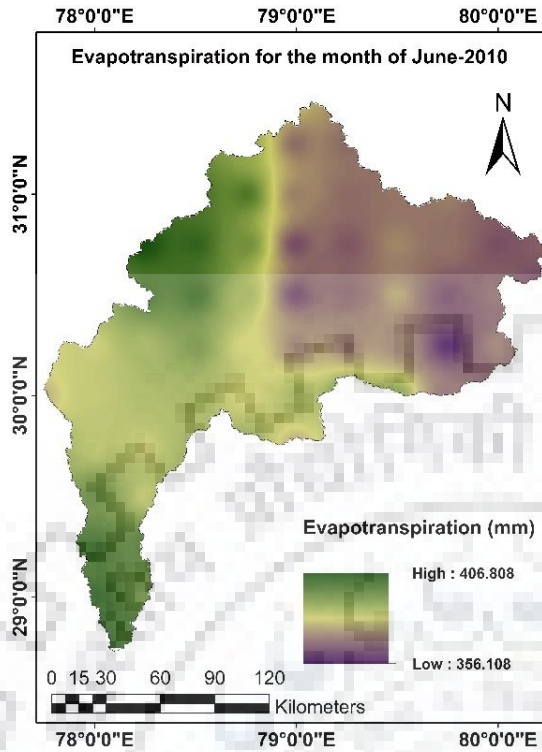 78°0'0"E 79°0'0"E 80°0'0"E
Evapotranspiration for the month of June-2010
N
31°0'0"N
30°0'0"N
29°0'0"N
Evapotranspiration (mm)
High : 406.808
Low : 356.108
0 15 30 60 90 120
Kilometers
78°0'0"E 79°0'0"E 80°0'0"E